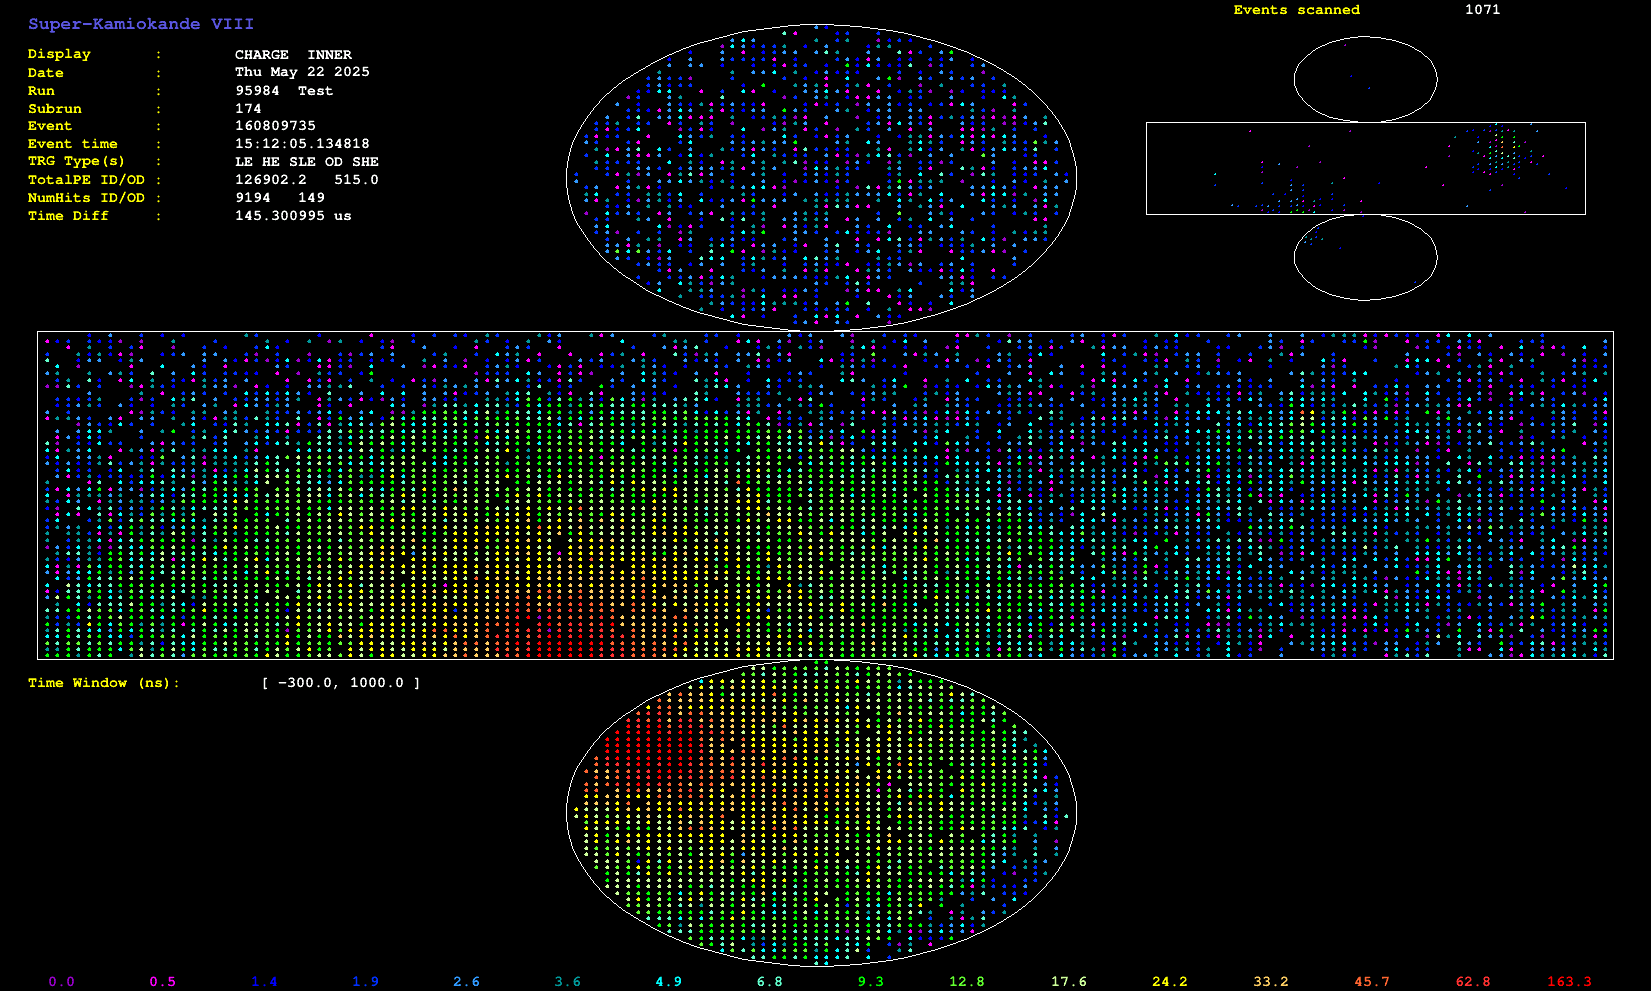 Super-Kamiokande VIII
Display : CHARGE INNER
Date : Thu May 22 2025
Run : 95984 Test
Subrun : 174
Event : 160809735
Event time : 15:12:05.134818
TRG Type(s) : LE HE SLE OD SHE
TotalPE ID/OD : 126902.2 515.0
NumHits ID/OD : 9194 149
Time Diff : 145.300995 us
Events scanned 1071
Time Window (ns): [ -300.0, 1000.0 ]
0.0 0.5 1.4 1.9 2.6 3.6 4.9 6.8 9.3 12.8 17.6 24.2 33.2 45.7 62.8 163.3